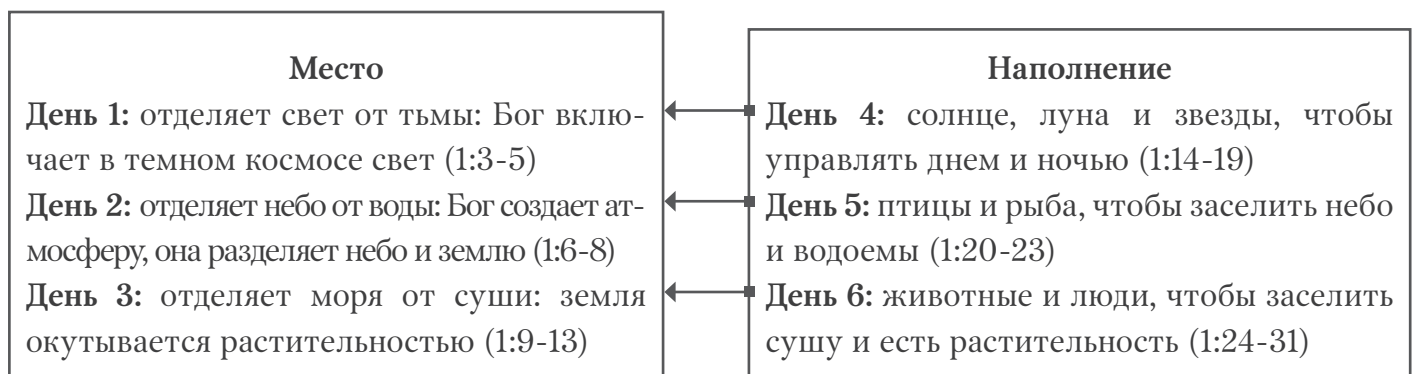 Место
День 1: отделяет свет от тьмы: Бог вклю-
чает в темном космосе свет (1:3-5)
День 2: отделяет небо от воды: Бог создает ат-
мосферу, она разделяет небо и землю (1:6-8)
День 3: отделяет моря от суши: земля
окутывается растительностью (1:9-13)
Наполнение
День 4: солнце, луна и звезды, чтобы
управлять днем и ночью (1:14-19)
День 5: птицы и рыба, чтобы заселить небо
и водоемы (1:20-23)
День 6: животные и люди, чтобы заселить
сушу и есть растительность (1:24-31)